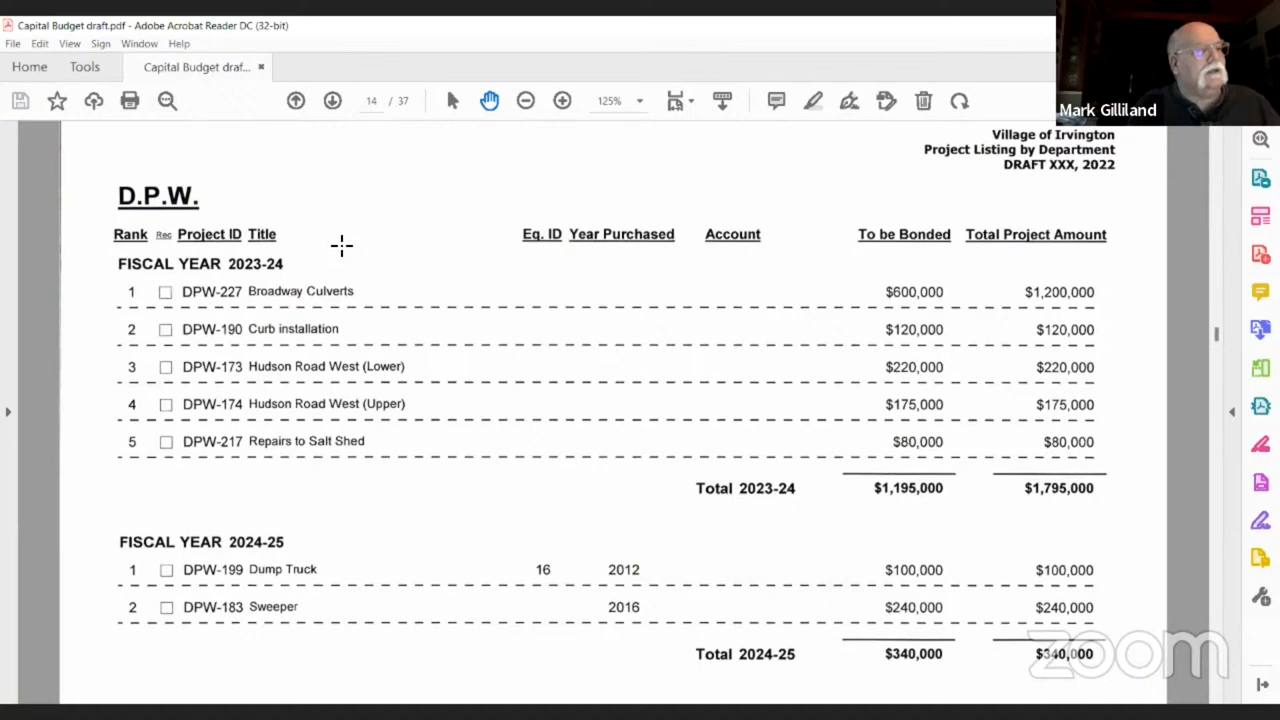 Capital Budget draft.pdf - Adobe Acrobat Reader DC (32-bit)
File Edit View Sign Window Help
Home Tools Capital Budget draf... ×
14 / 37 125%
Mark Gilliland
Village of Irvington
Project Listing by Department
DRAFT XXX, 2022
D.P.W.
Rank Rec Project ID Title Eq. ID Year Purchased Account To be Bonded Total Project Amount
FISCAL YEAR 2023-24
1 DPW-227 Broadway Culverts $600,000 $1,200,000
2 DPW-190 Curb installation $120,000 $120,000
3 DPW-173 Hudson Road West (Lower) $220,000 $220,000
4 DPW-174 Hudson Road West (Upper) $175,000 $175,000
5 DPW-217 Repairs to Salt Shed $80,000 $80,000
Total 2023-24 $1,195,000 $1,795,000
FISCAL YEAR 2024-25
1 DPW-199 Dump Truck 16 2012 $100,000 $100,000
2 DPW-183 Sweeper 2016 $240,000 $240,000
Total 2024-25 $340,000 $340,000
zoom